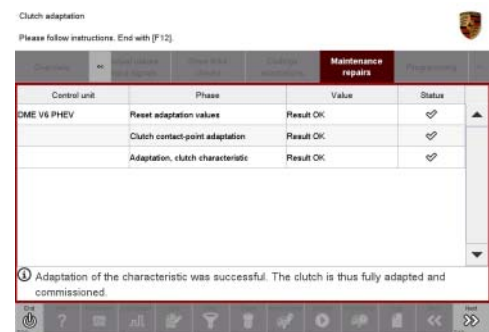 Clutch adaptation
Please follow instructions. End with [F12].
Overview « Maintenance repairs Programming
Control unit Phase Value Status
DME V6 PHEV Reset adaptation values Result OK
Clutch contact-point adaptation Result OK
Adaptation, clutch characteristic Result OK
Adaptation of the characteristic was successful. The clutch is thus fully adapted and
commissioned.